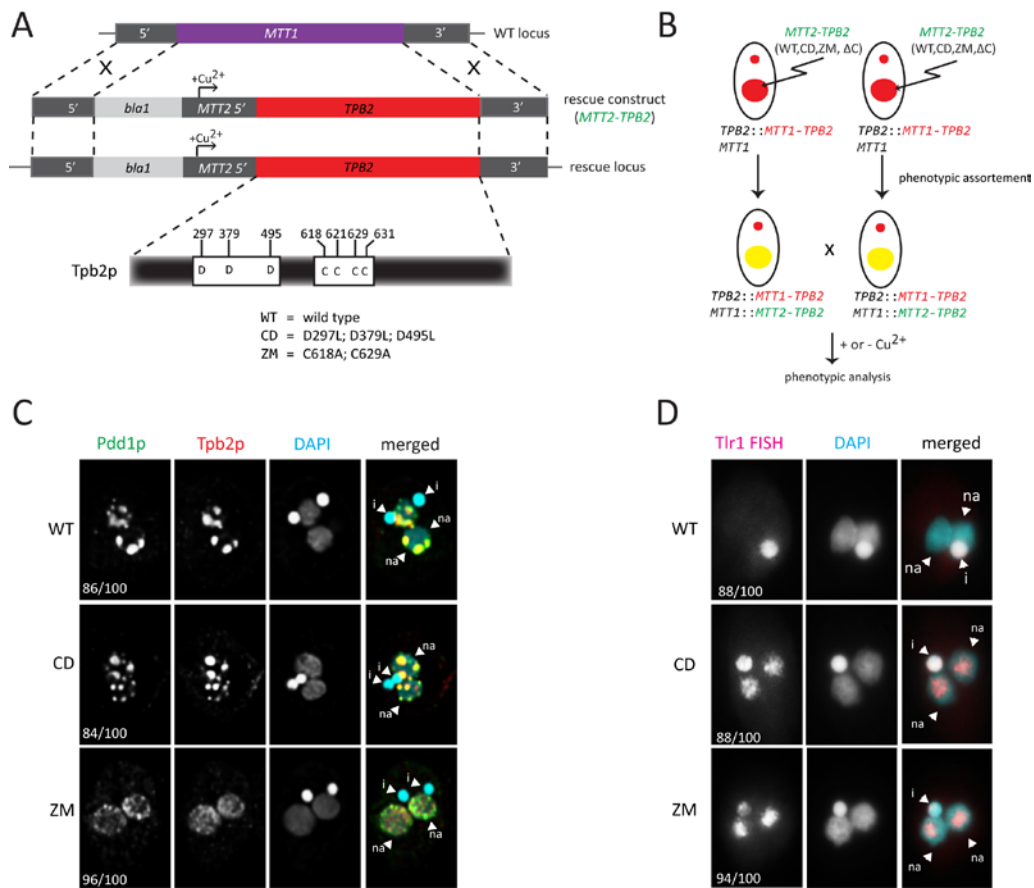 A
5’ MTT1 3’ WT locus
X X
+Cu2+
5’ bla1 MTT2 5’ TPB2 3’ rescue construct
(MTT2-TPB2)
+Cu2+
5’ bla1 MTT2 5’ TPB2 3’ rescue locus
297 379 495 618 621 629 631
Tpb2p D D D C C C C
WT = wild type
CD = D297L; D379L; D495L
ZM = C618A; C629A
B
MTT2-TPB2 MTT2-TPB2
(WT,CD,ZM, ΔC) (WT,CD,ZM, ΔC)
TPB2::MTT1-TPB2 TPB2::MTT1-TPB2
MTT1 MTT1
phenotypic assortement
x
TPB2::MTT1-TPB2 TPB2::MTT1-TPB2
MTT1::MTT2-TPB2 MTT1::MTT2-TPB2
+ or - Cu2+
phenotypic analysis
C
Pdd1p Tpb2p DAPI merged
WT
i
i
na
na
86/100
CD
na
i
i
na
84/100
ZM
i
i
na
na
96/100
D
Tlr1 FISH DAPI merged
WT
na
na
i
88/100
CD
na
i
na
88/100
ZM
i
na
na
94/100